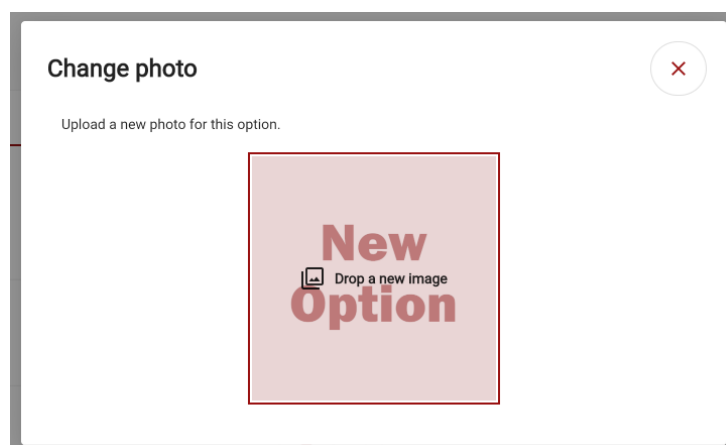 Change photo
Upload a new photo for this option.
New
Drop a new image
Option